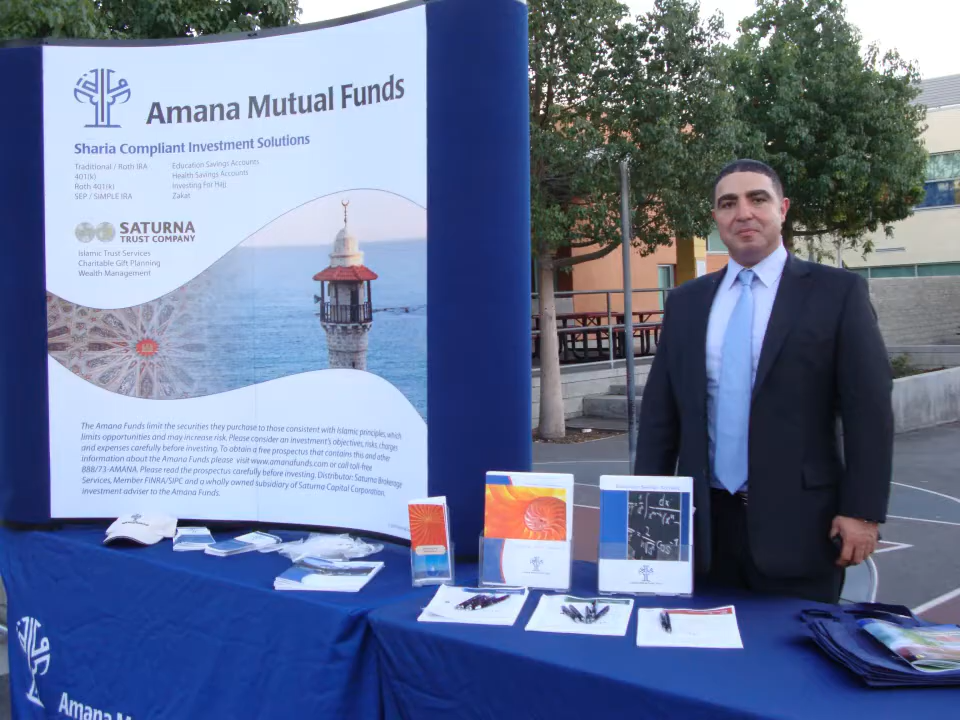 Amana Mutual Funds
Sharia Compliant Investment Solutions
Traditional / Roth IRA
401(k)
Roth 401(k)
SEP / SIMPLE IRA
Education Savings Accounts
Health Savings Accounts
Investing For Hajj
Zakat
SATURNA
TRUST COMPANY
Islamic Trust Services
Charitable Gift Planning
Wealth Management
The Amana Funds limit the securities they purchase to those consistent with Islamic principles, which
limits opportunities and may increase risk. Please consider an investment's objectives, risks, charges
and expenses carefully before investing. To obtain a free prospectus that contains this and other
information about the Amana Funds please visit www.amanafunds.com or call toll-free
888/73-AMANA. Please read the prospectus carefully before investing. Distributor: Saturna Brokerage
Services, Member FINRA/SIPC and a wholly owned subsidiary of Saturna Capital Corporation,
investment adviser to the Amana Funds.
Education Savings Account
dx
Amana M